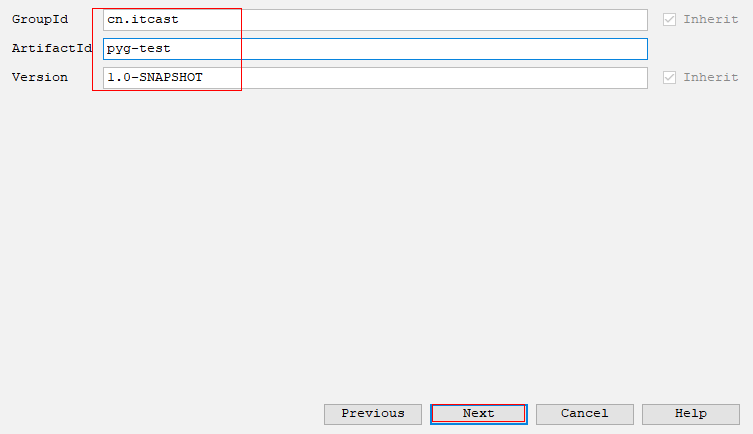 GroupId cn.itcast Inherit
ArtifactId pyg-test
Version 1.0-SNAPSHOT Inherit
Previous Next Cancel Help